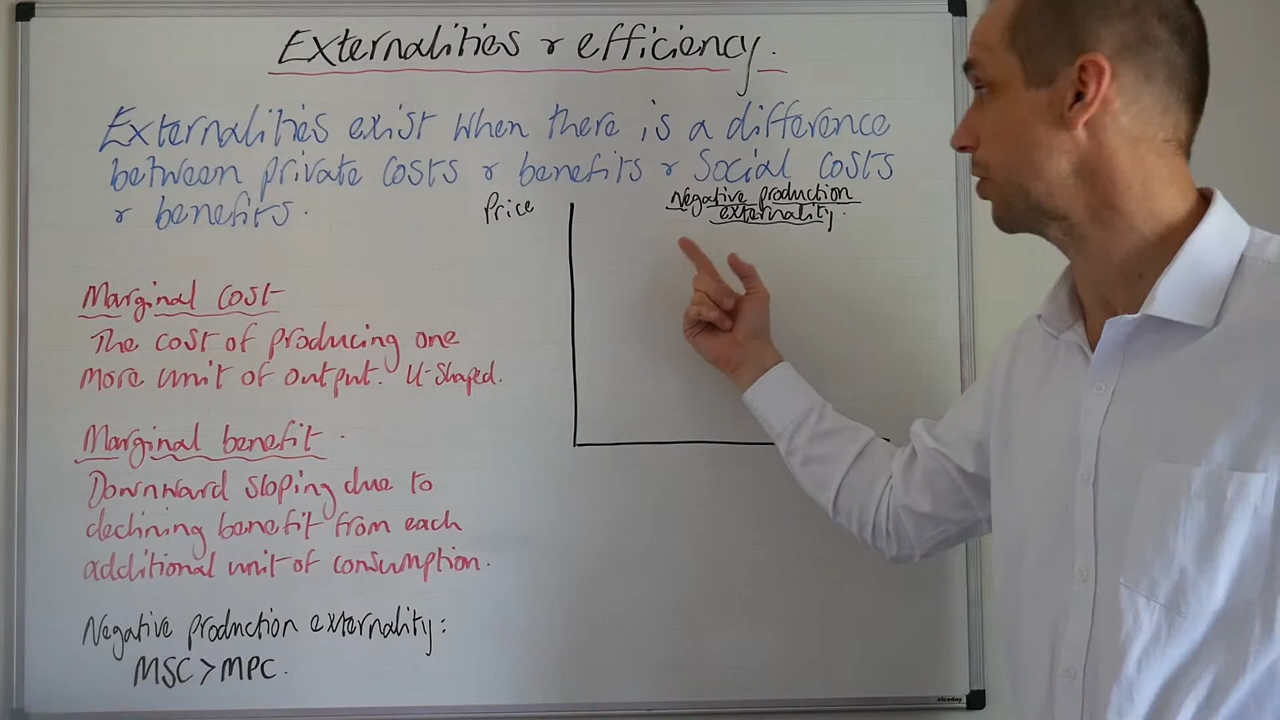 Externalities & efficiency.
Externalities exist when there is a difference
between private costs & benefits & social costs
& benefits.
Price
Negative production
externality.
Marginal cost
The cost of producing one
more unit of output. U-shaped.
Marginal benefit.
Downward sloping due to
declining benefit from each
additional unit of consumption.
Negative production externality:
MSC > MPC.
niceday